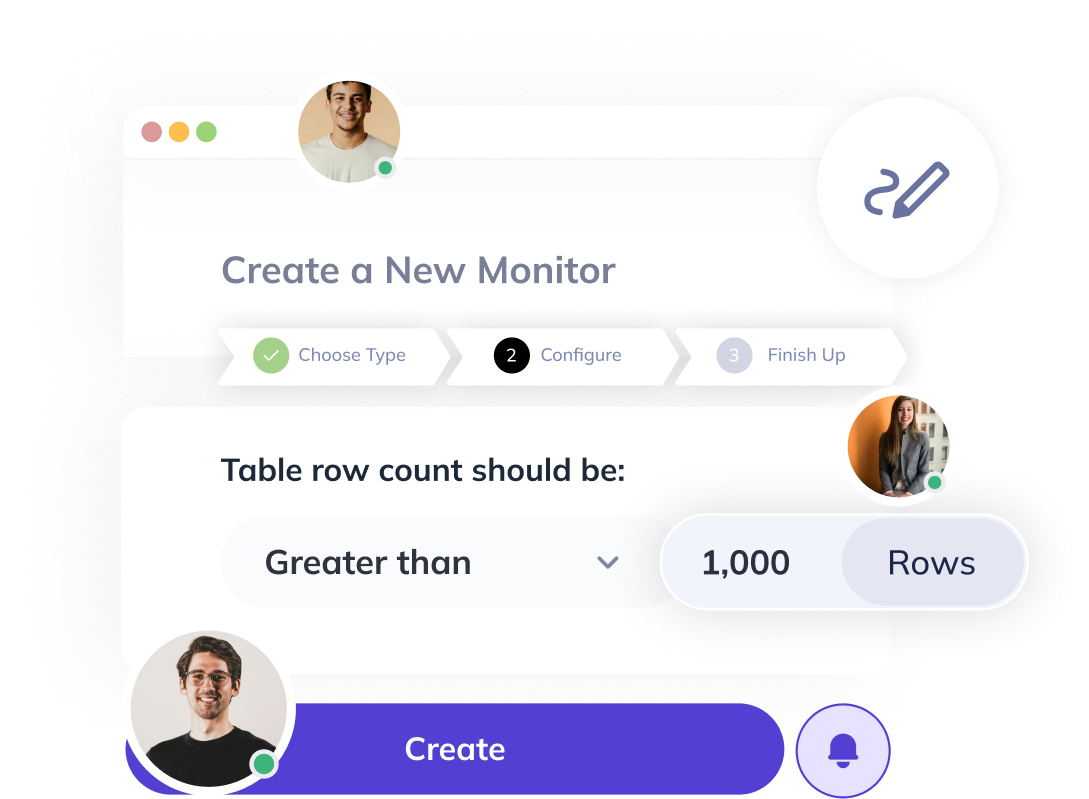 Create a New Monitor
Choose Type
2 Configure
3 Finish Up
Table row count should be:
Greater than 1,000 Rows
Create